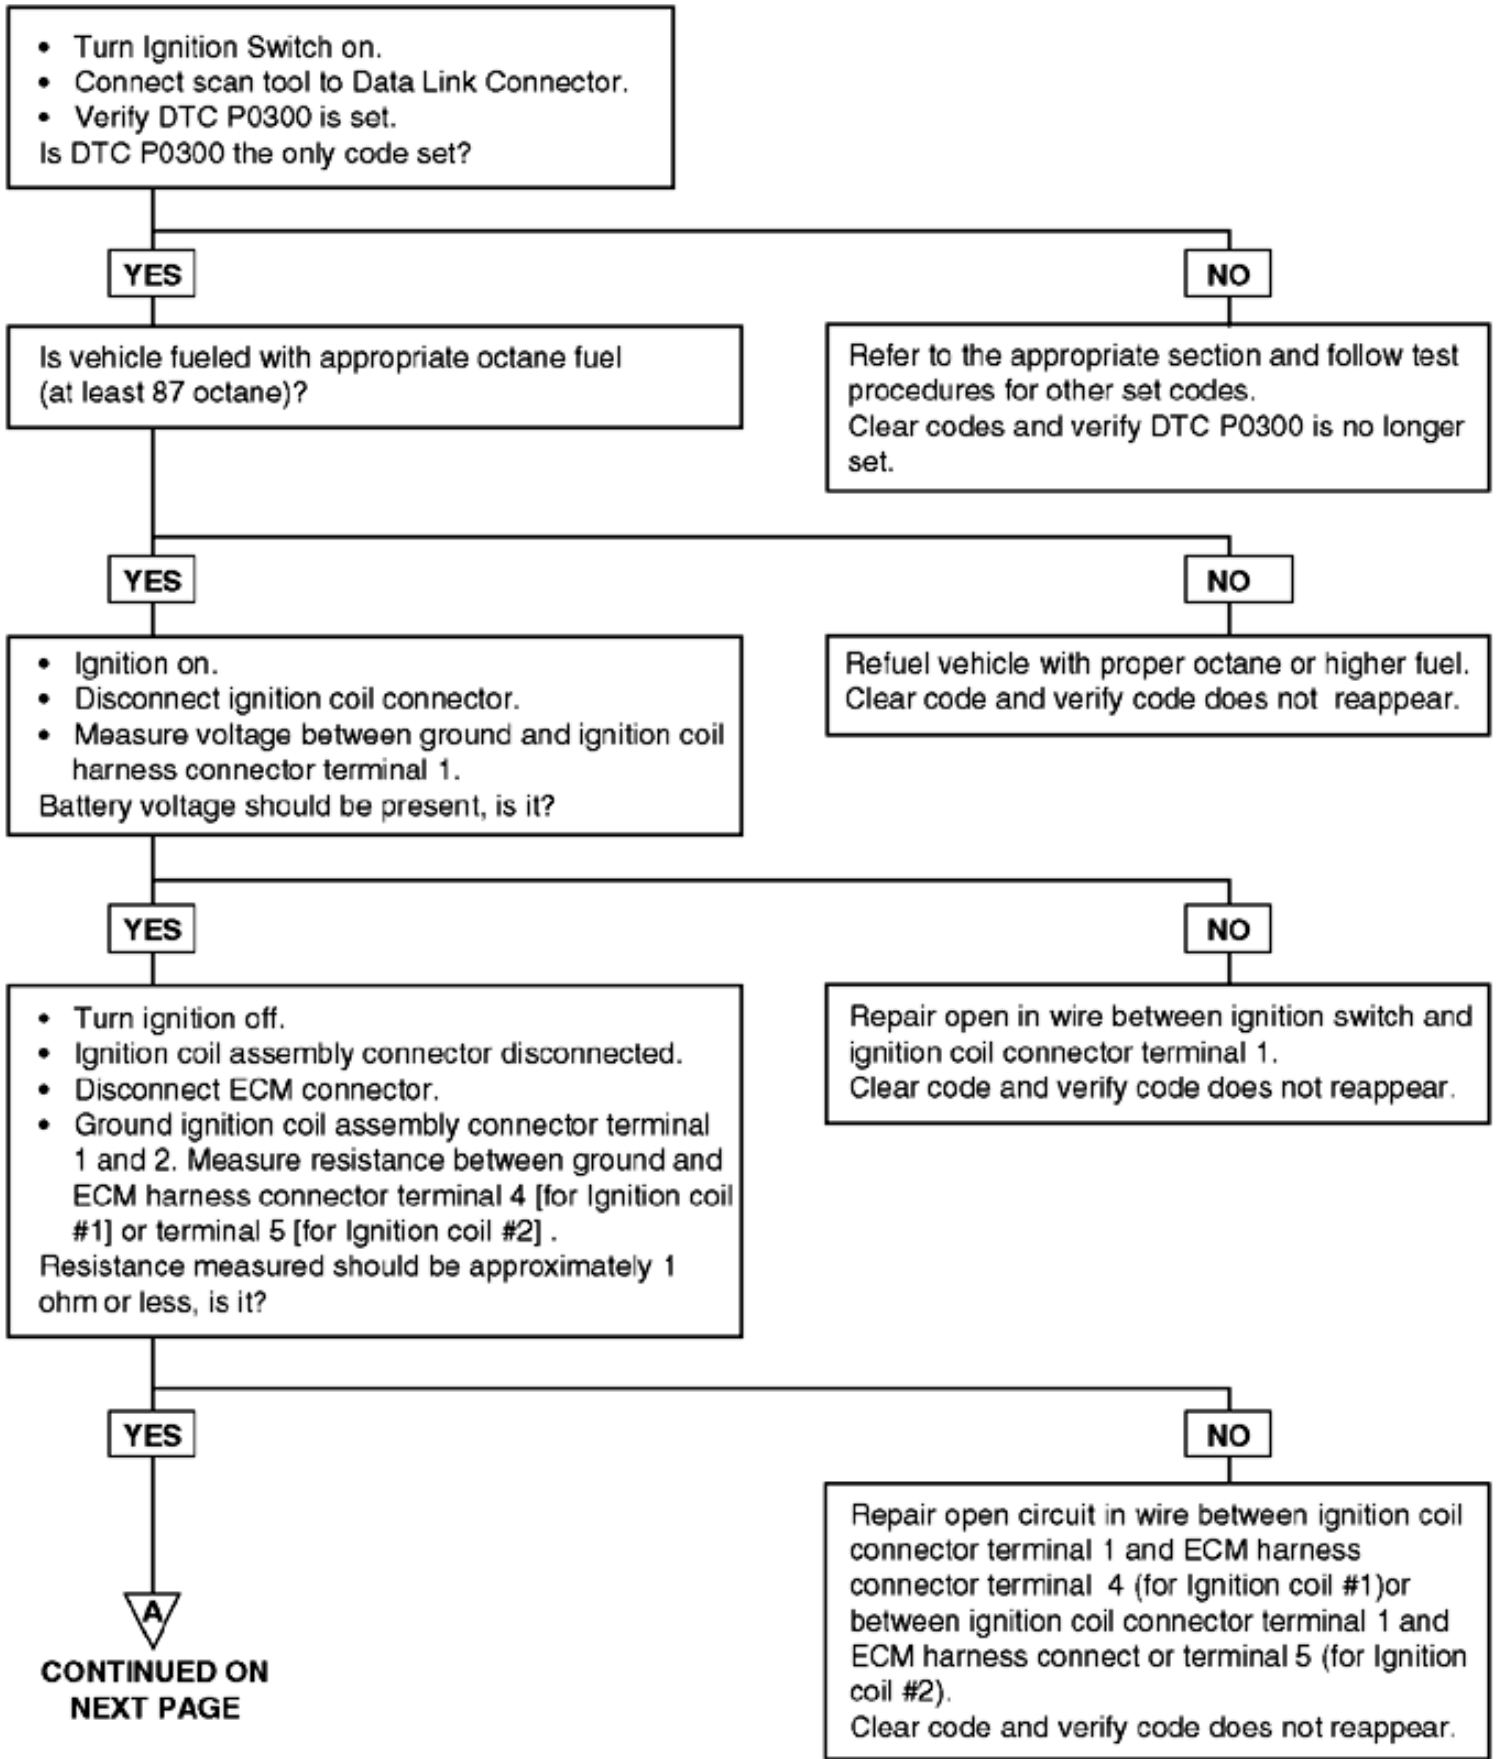 • Turn Ignition Switch on.
• Connect scan tool to Data Link Connector.
• Verify DTC P0300 is set.
Is DTC P0300 the only code set?
YES
NO
Is vehicle fueled with appropriate octane fuel
(at least 87 octane)?
Refer to the appropriate section and follow test
procedures for other set codes.
Clear codes and verify DTC P0300 is no longer
set.
YES
NO
• Ignition on.
• Disconnect ignition coil connector.
• Measure voltage between ground and ignition coil
harness connector terminal 1.
Battery voltage should be present, is it?
Refuel vehicle with proper octane or higher fuel.
Clear code and verify code does not reappear.
YES
NO
• Turn ignition off.
• Ignition coil assembly connector disconnected.
• Disconnect ECM connector.
• Ground ignition coil assembly connector terminal
1 and 2. Measure resistance between ground and
ECM harness connector terminal 4 [for Ignition coil
#1] or terminal 5 [for Ignition coil #2] .
Resistance measured should be approximately 1
ohm or less, is it?
Repair open in wire between ignition switch and
ignition coil connector terminal 1.
Clear code and verify code does not reappear.
YES
NO
A
CONTINUED ON
NEXT PAGE
Repair open circuit in wire between ignition coil
connector terminal 1 and ECM harness
connector terminal 4 (for Ignition coil #1)or
between ignition coil connector terminal 1 and
ECM harness connect or terminal 5 (for Ignition
coil #2).
Clear code and verify code does not reappear.